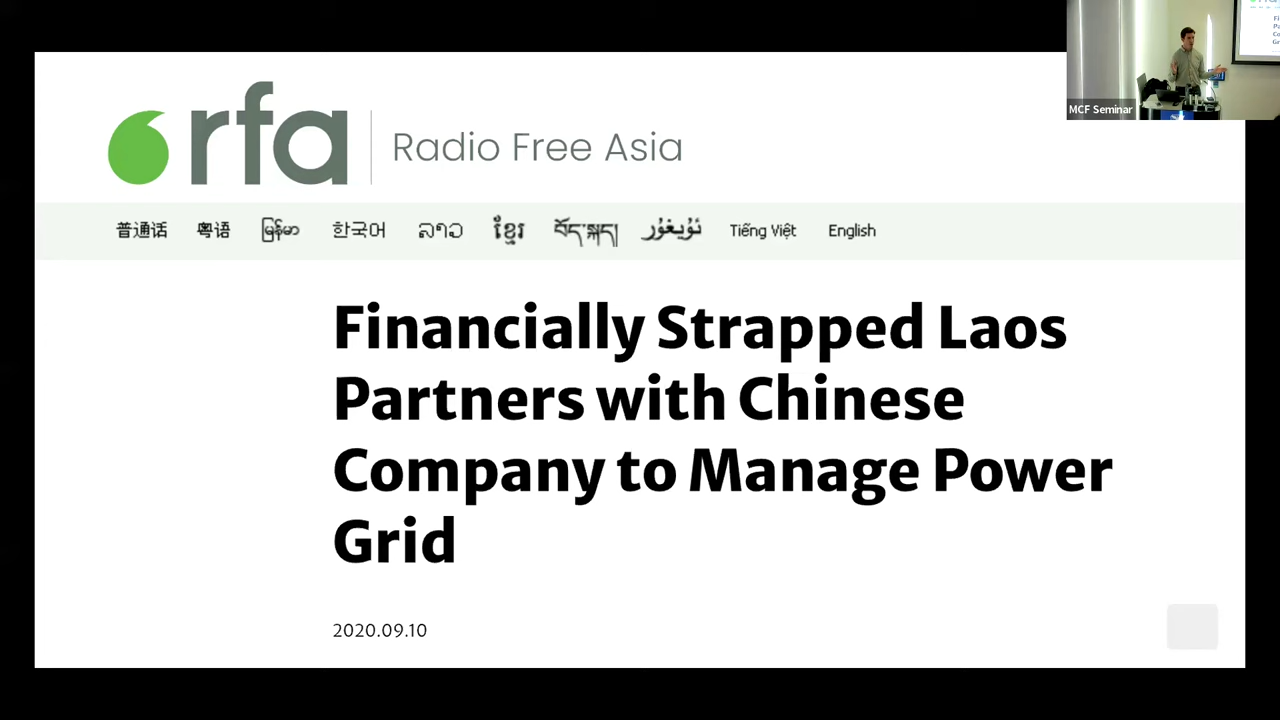 rfa
Radio Free Asia
普通话 粤语 မြန်မာ 한국어 ລາວ ខ្មែរ བོད་སྐད། ئۇيغۇر Tiếng Việt English
Financially Strapped Laos
Partners with Chinese
Company to Manage Power
Grid
2020.09.10
MCF Seminar